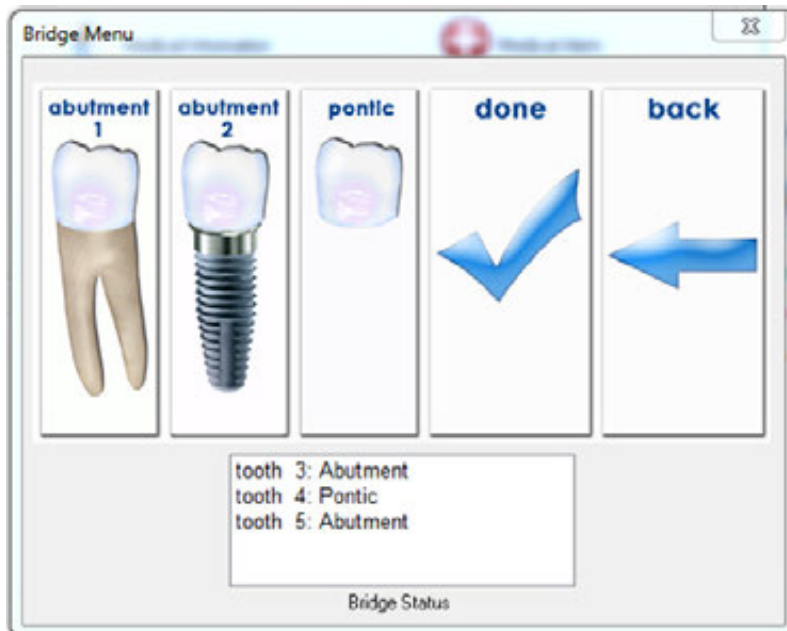 Bridge Menu
abutment
1
abutment
2
pontic
done
back
tooth 3: Abutment
tooth 4: Pontic
tooth 5: Abutment
Bridge Status